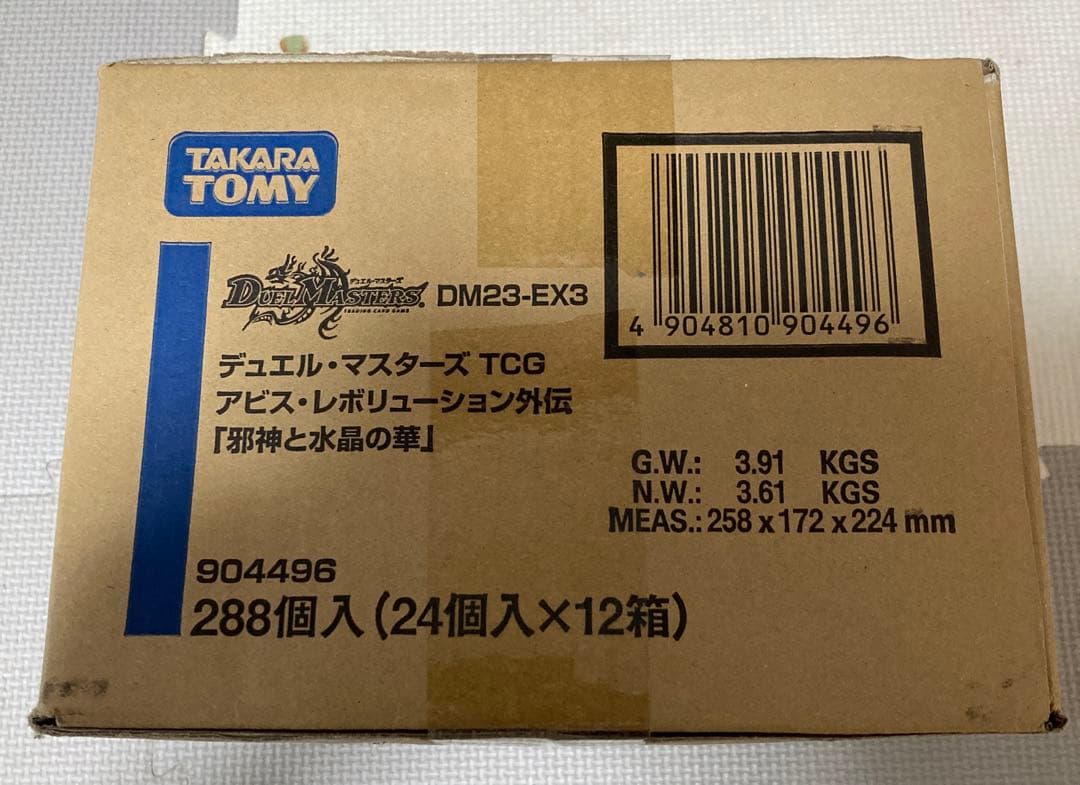 TAKARA
TOMY
デュエル・マスターズ
DUEL MASTERS
TRADING CARD GAME
DM23-EX3
4 904810 904496
デュエル・マスターズ TCG
アビス・レボリューション外伝
「邪神と水晶の華」
G.W.: 3.91 KGS
N.W.: 3.61 KGS
MEAS.: 258 x 172 x 224 mm
904496
288個入(24個入×12箱)